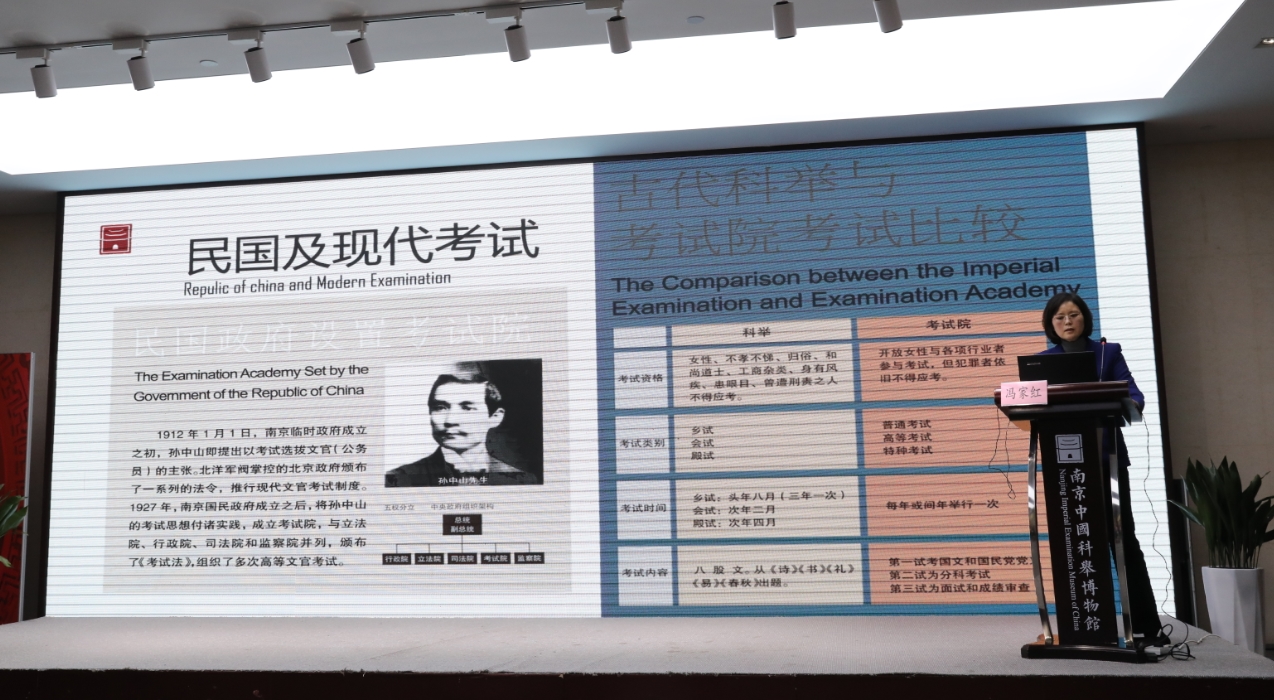 民国及现代考试
Repulic of china and Modern Examination
民国政府设立考试院
The Examination Academy Set by the
Government of the Republic of China
1912年1月1日，南京临时政府成立
之初，孙中山即提出以考试选拔文官（公务
员）的主张。北洋军阀掌控的北京政府颁布
了一系列的法令，推行现代文官考试制度。
1927年，南京国民政府成立之后，将孙中山
的考试思想付诸实践，成立考试院，与立法
院、行政院、司法院和监察院并列，颁布
了《考试法》，组织了多次高等文官考试。
孙中山先生
五权分立 中央政府组织架构
总统
副总统
行政院 立法院 司法院 考试院 监察院
古代科举与
考试院考试比较
The Comparison between the Imperial
Examination and Examination Academy
科举 考试院
考试资格
女性、不孝不悌、归俗、和
尚道士、工商杂类、身有风
疾、患眼目、曾遭刑责之人
不得应考。
开放女性与各项行业者
参与考试，但犯罪者依
旧不得应考。
考试类别
乡试
会试
殿试
普通考试
高等考试
特种考试
考试时间
乡试：头年八月（三年一次）
会试：次年二月
殿试：次年四月
每年或间年举行一次
考试内容
八股文。从《诗》《书》《礼》
《易》《春秋》出题。
第一试考国文和国民党党
第二试为分科考试
第三试为面试和成绩审查
冯家红
南京中國科舉博物館
Nanjing Imperial Examination Museum of China